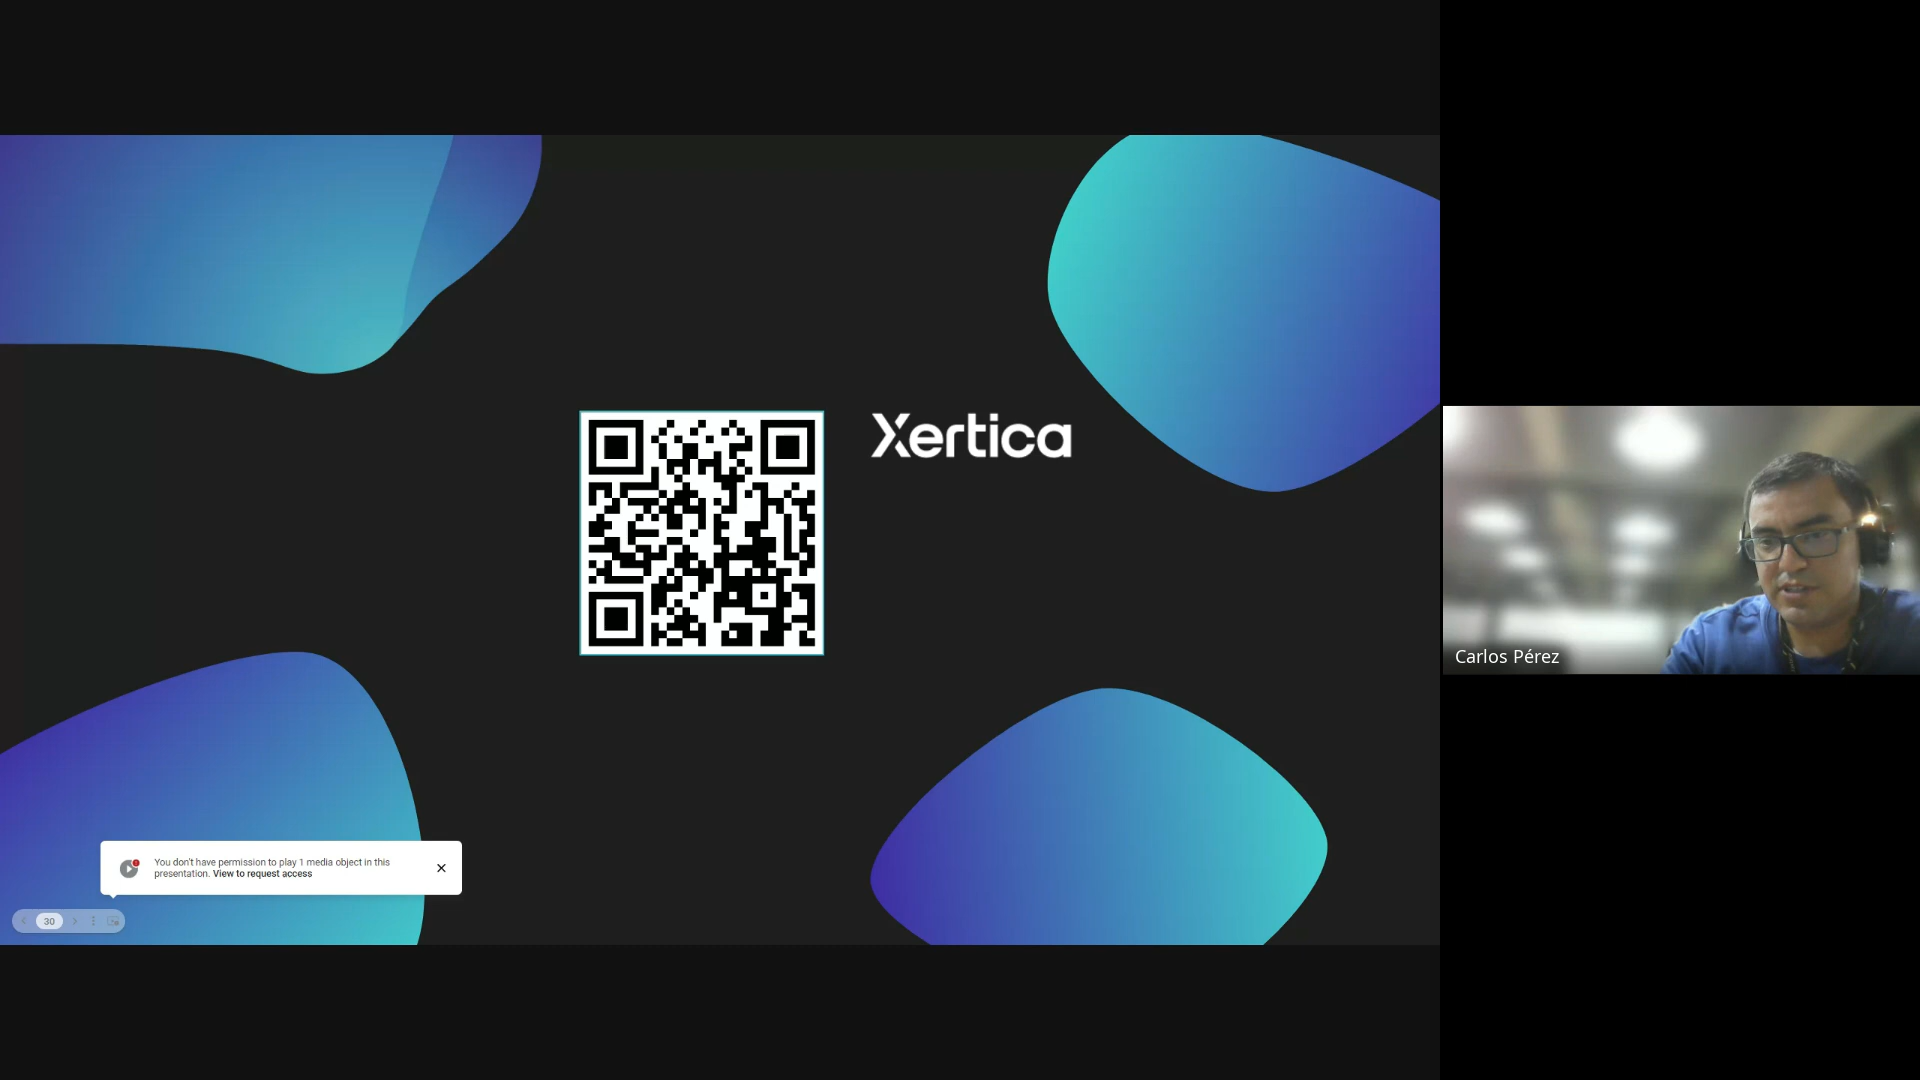 Xertica
Carlos Pérez
You don't have permission to play 1 media object in this
presentation. View to request access
30